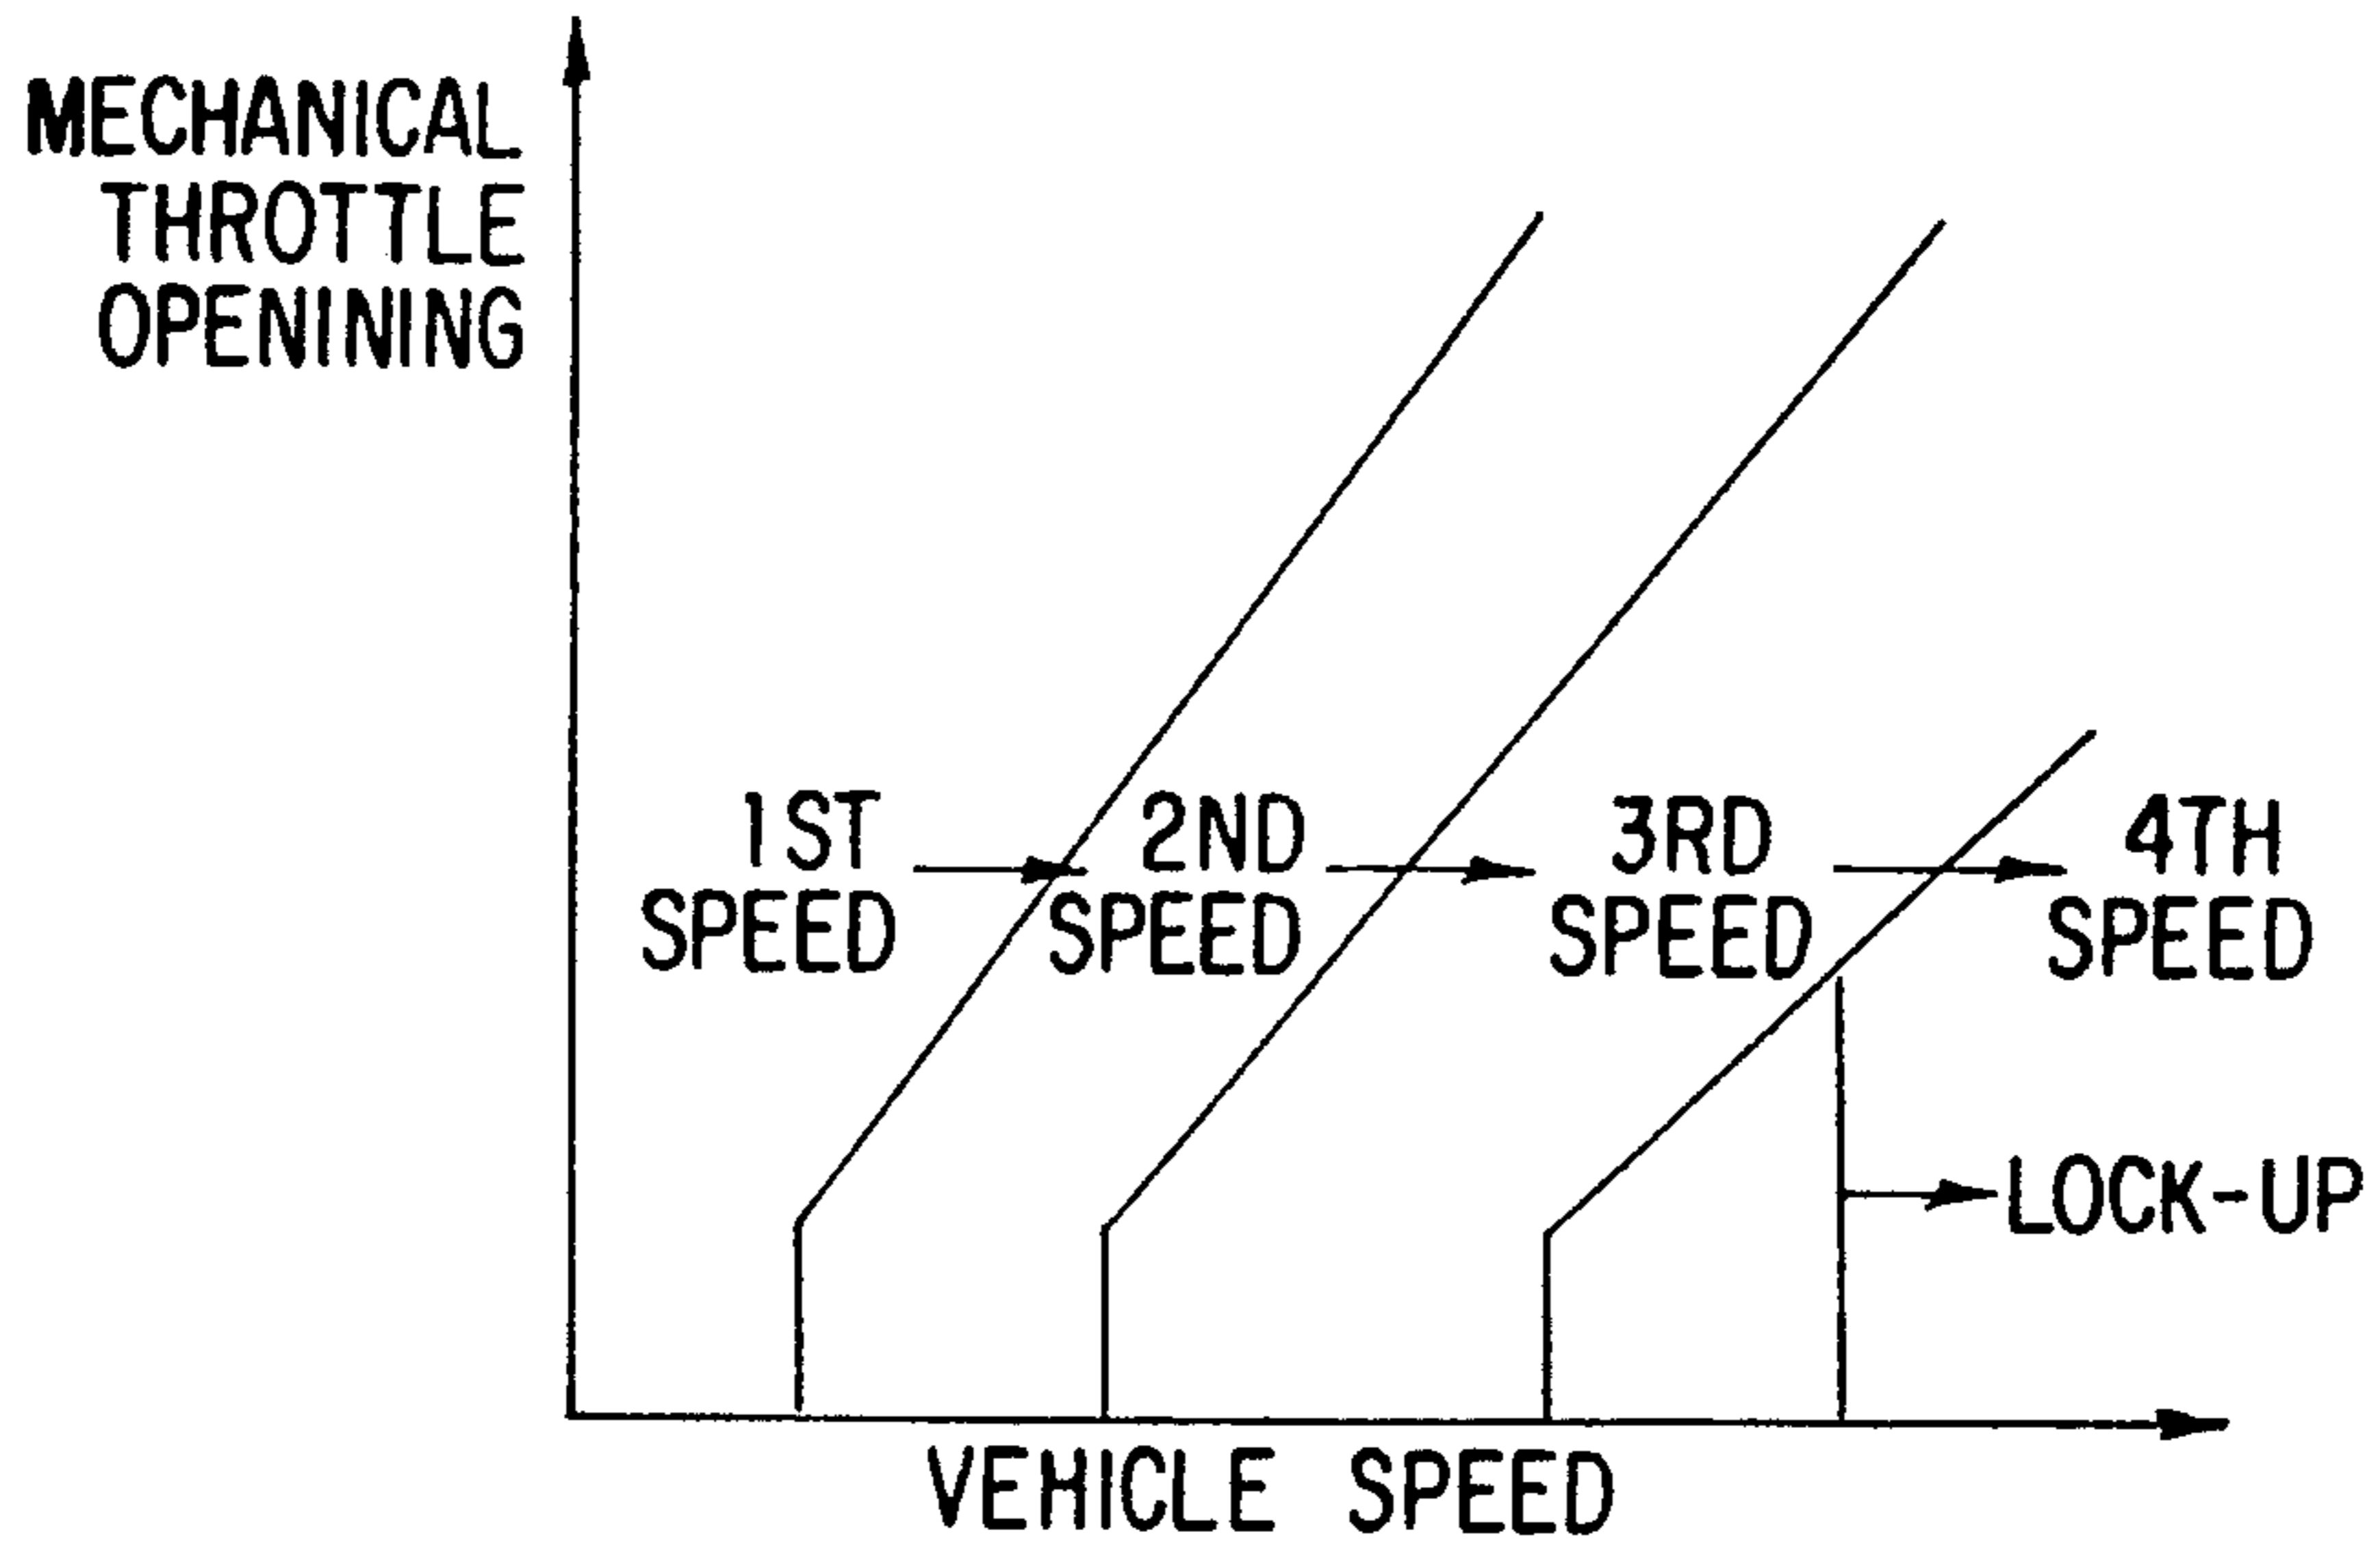 MECHANICAL
THROTTLE
OPENINING
1ST
SPEED
2ND
SPEED
3RD
SPEED
4TH
SPEED
LOCK-UP
VEHICLE SPEED